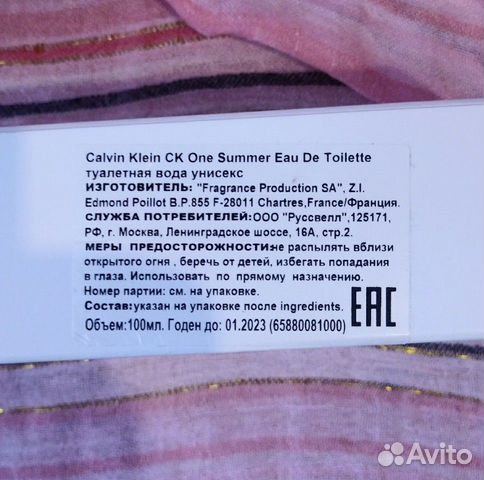 Calvin Klein CK One Summer Eau De Toilette
туалетная вода унисекс
ИЗГОТОВИТЕЛЬ: "Fragrance Production SA", Z.I.
Edmond Poillot B.P.855 F-28011 Chartres,France/Франция.
СЛУЖБА ПОТРЕБИТЕЛЕЙ:ООО "Руссвелл",125171,
РФ, г. Москва, Ленинградское шоссе, 16А, стр.2.
МЕРЫ ПРЕДОСТОРОЖНОСТИ:не распылять вблизи
открытого огня , беречь от детей, избегать попадания
в глаза. Использовать по прямому назначению.
Номер партии: см. на упаковке.
Состав:указан на упаковке после ingredients.
Объем:100мл. Годен до: 01.2023 (65880081000)
EAC
Avito